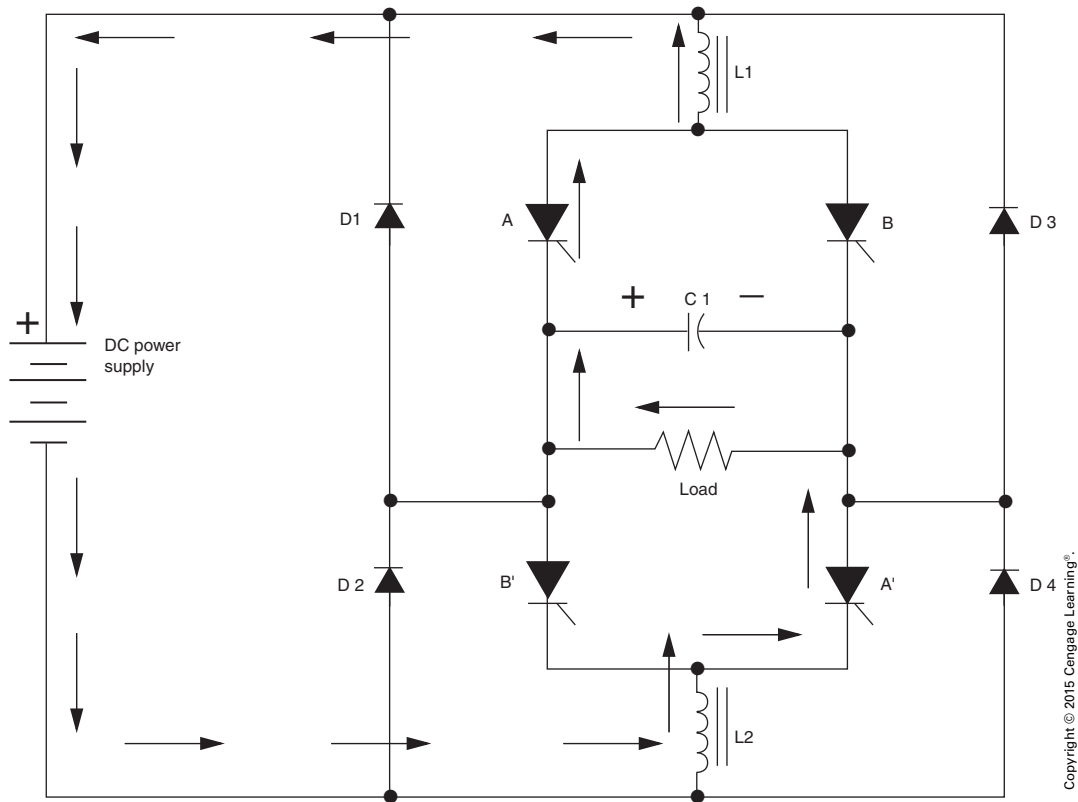 L1
D1
A
B
D 3
+
C 1
−
+
DC power
supply
Load
D 2
B'
A'
D 4
L2
Copyright © 2015 Cengage Learning®.